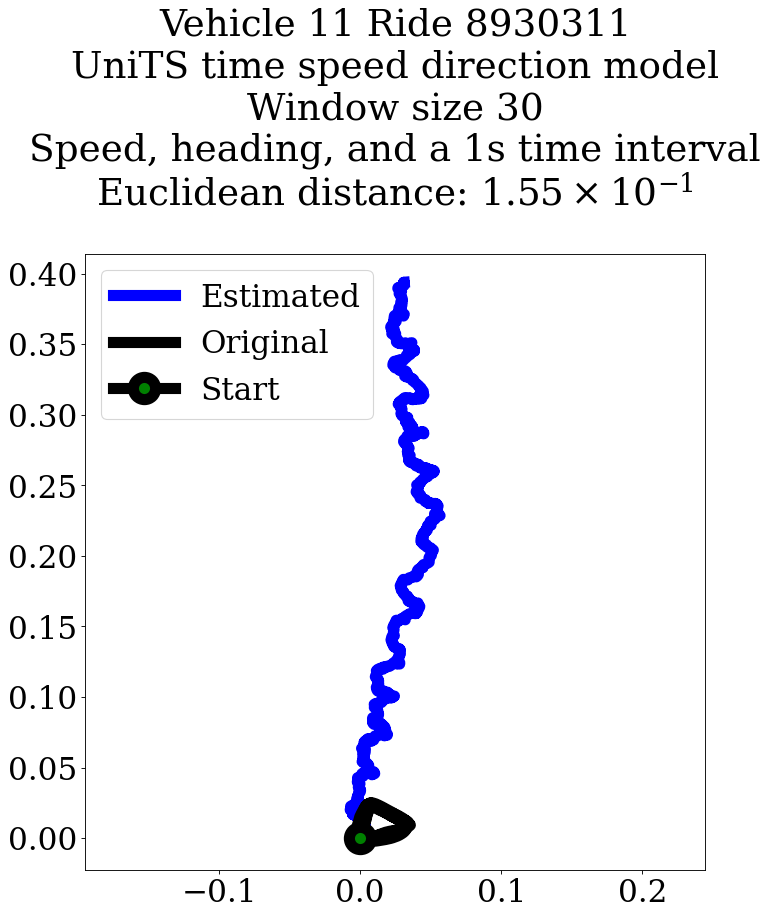 Vehicle 11 Ride 8930311
UniTS time speed direction model
Window size 30
Speed, heading, and a 1s time interval
Euclidean distance: 1.55 × 10⁻¹
0.40
0.35
0.30
0.25
0.20
0.15
0.10
0.05
0.00
Estimated
Original
Start
−0.1 0.0 0.1 0.2